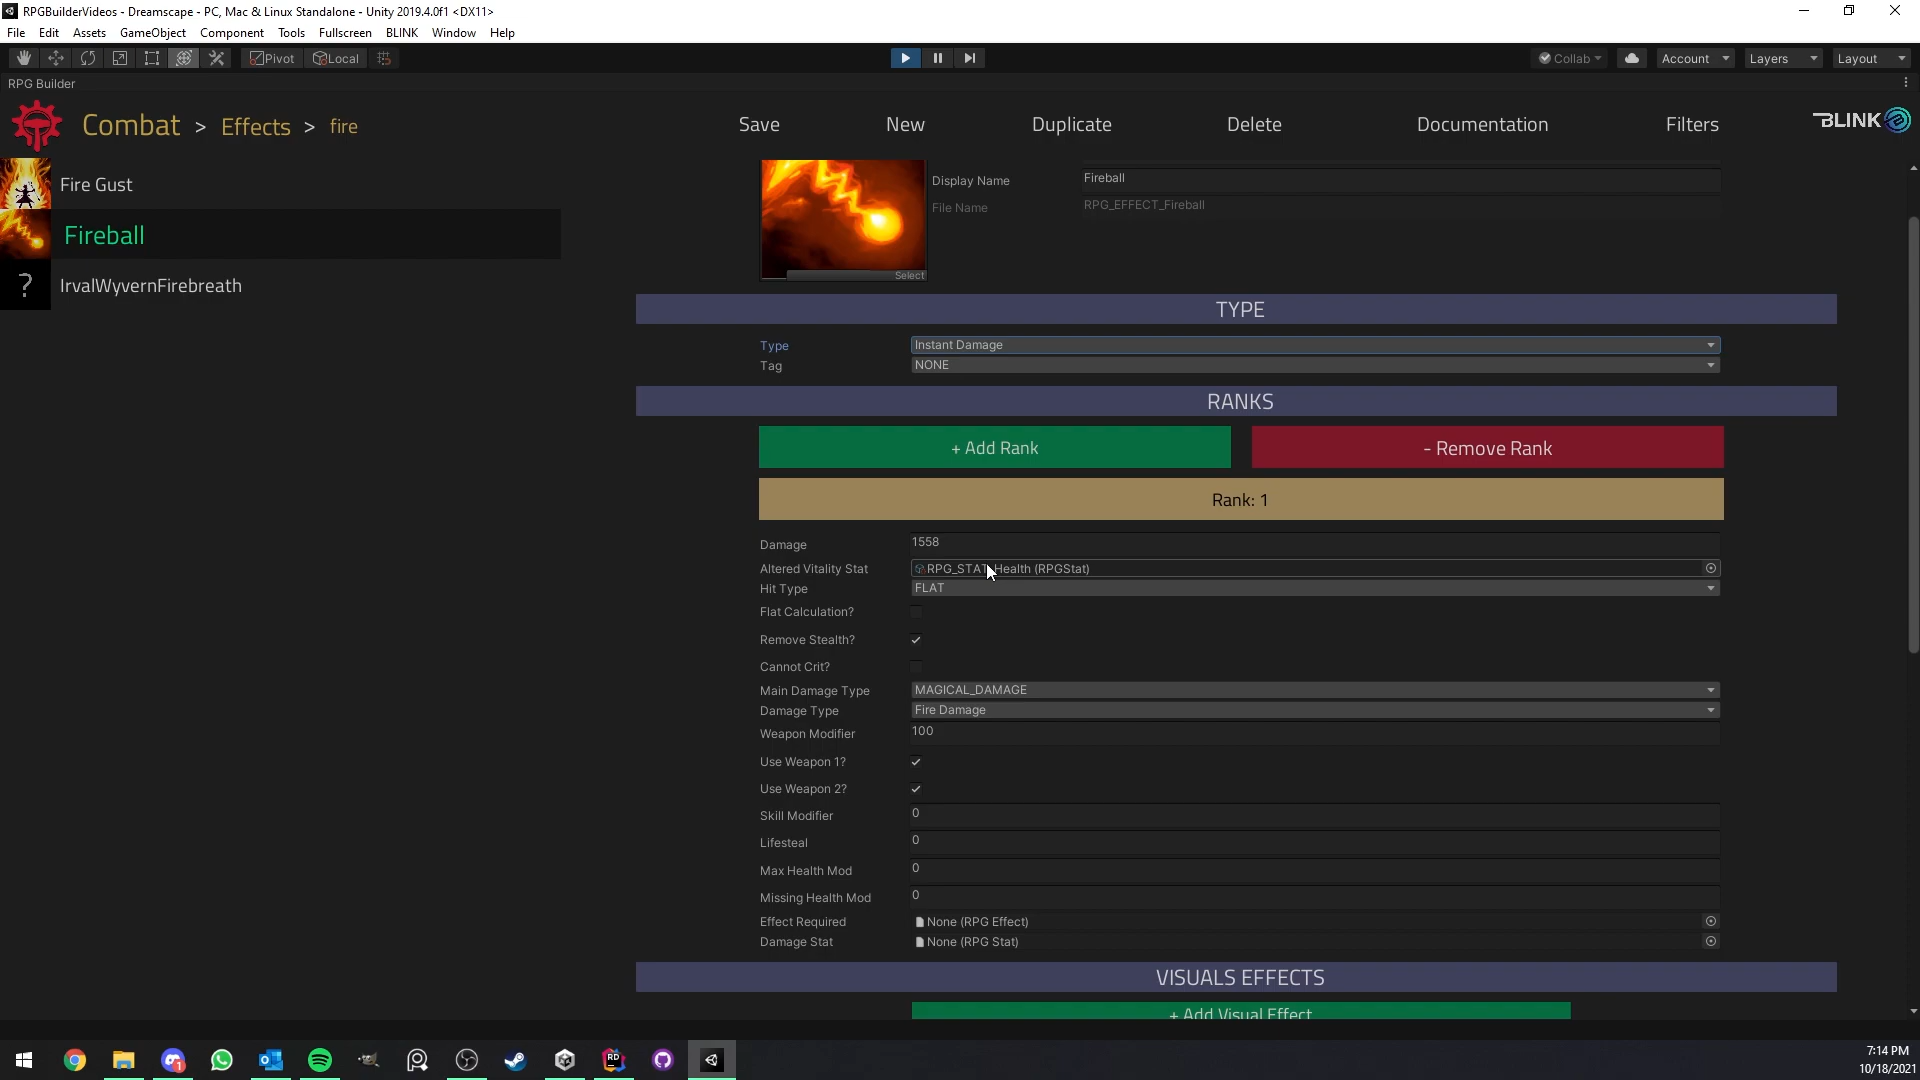 RPGBuilderVideos - Dreamscape - PC, Mac & Linux Standalone - Unity 2019.4.0f1 <DX11>
File Edit Assets GameObject Component Tools Fullscreen BLINK Window Help
Pivot Local Collab Account Layers Layout
RPG Builder
Combat > Effects > fire Save New Duplicate Delete Documentation Filters BLINK
Fire Gust
Fireball
IrvalWyvernFirebreath
Display Name Fireball
File Name RPG_EFFECT_Fireball
Select
TYPE
Type Instant Damage
Tag NONE
RANKS
+ Add Rank - Remove Rank
Rank: 1
Damage 1558
Altered Vitality Stat RPG_STAT_Health (RPGStat)
Hit Type FLAT
Flat Calculation?
Remove Stealth?
Cannot Crit?
Main Damage Type MAGICAL_DAMAGE
Damage Type Fire Damage
Weapon Modifier 100
Use Weapon 1?
Use Weapon 2?
Skill Modifier 0
Lifesteal 0
Max Health Mod 0
Missing Health Mod 0
Effect Required None (RPG Effect)
Damage Stat None (RPG Stat)
VISUALS EFFECTS
+ Add Visual Effect
7:14 PM
10/18/2021